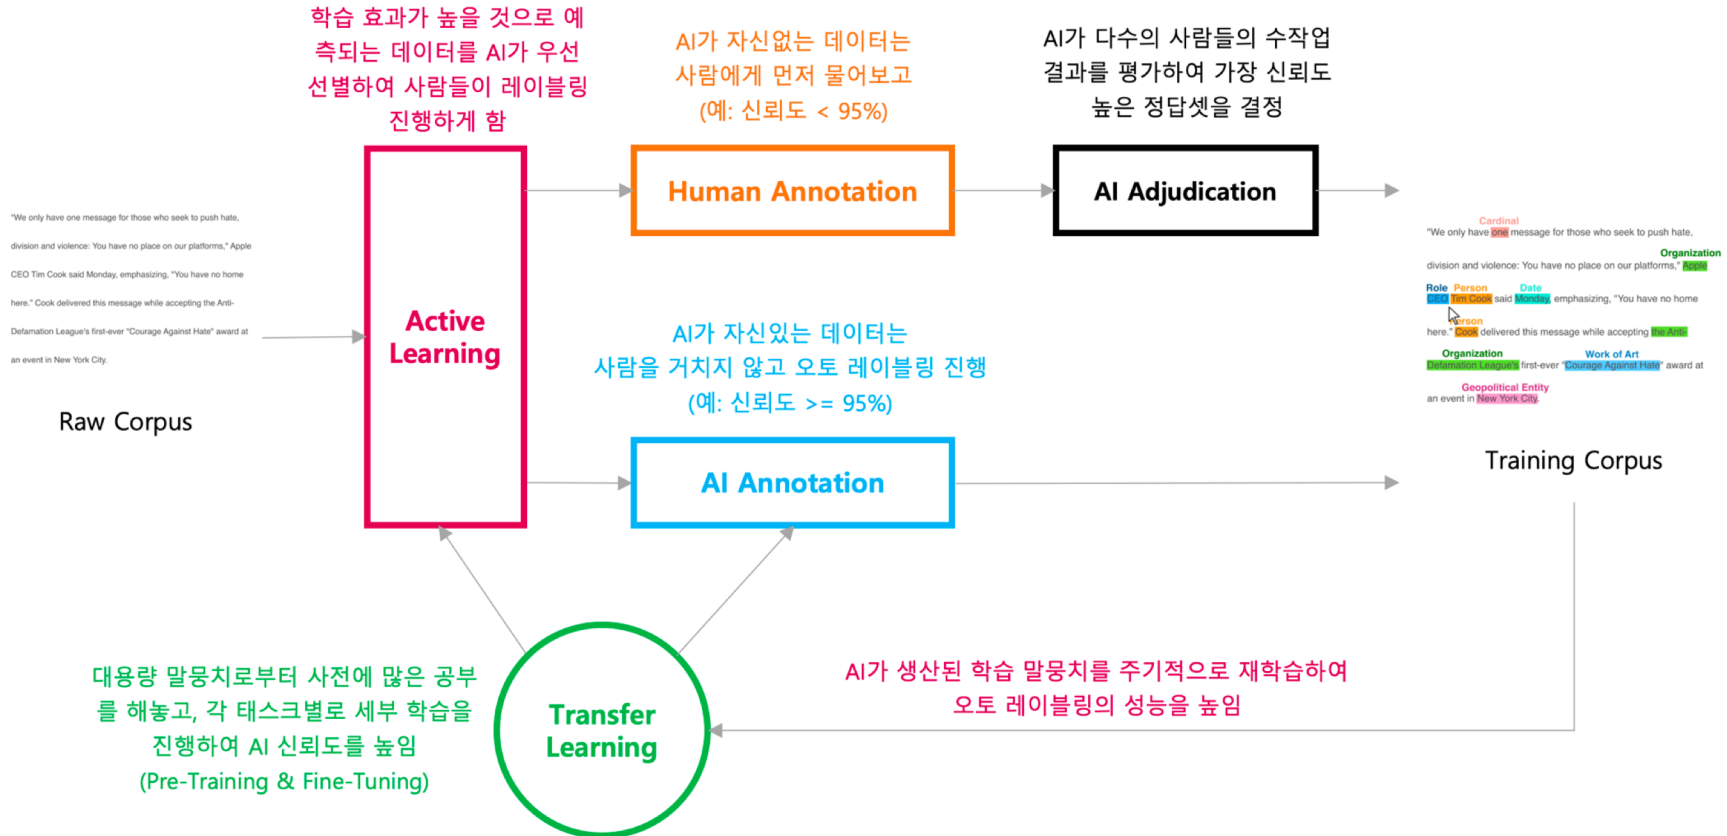 학습 효과가 높을 것으로 예
측되는 데이터를 AI가 우선
선별하여 사람들이 레이블링
진행하게 함
AI가 자신없는 데이터는
사람에게 먼저 물어보고
(예: 신뢰도 < 95%)
AI가 다수의 사람들의 수작업
결과를 평가하여 가장 신뢰도
높은 정답셋을 결정
Human Annotation
AI Adjudication
"We only have one message for those who seek to push hate,
division and violence: You have no place on our platforms," Apple
CEO Tim Cook said Monday, emphasizing, "You have no home
here." Cook delivered this message while accepting the Anti-
Defamation League's first-ever "Courage Against Hate" award at
an event in New York City.
Raw Corpus
Active
Learning
AI가 자신있는 데이터는
사람을 거치지 않고 오토 레이블링 진행
(예: 신뢰도 >= 95%)
AI Annotation
Cardinal
"We only have one message for those who seek to push hate,
Organization
division and violence: You have no place on our platforms," Apple
Role Person Date
CEO Tim Cook said Monday, emphasizing, "You have no home
Person
here." Cook delivered this message while accepting the Anti-
Organization Work of Art
Defamation League's first-ever "Courage Against Hate" award at
Geopolitical Entity
an event in New York City.
Training Corpus
대용량 말뭉치로부터 사전에 많은 공부
를 해놓고, 각 태스크별로 세부 학습을
진행하여 AI 신뢰도를 높임
(Pre-Training & Fine-Tuning)
Transfer
Learning
AI가 생산된 학습 말뭉치를 주기적으로 재학습하여
오토 레이블링의 성능을 높임